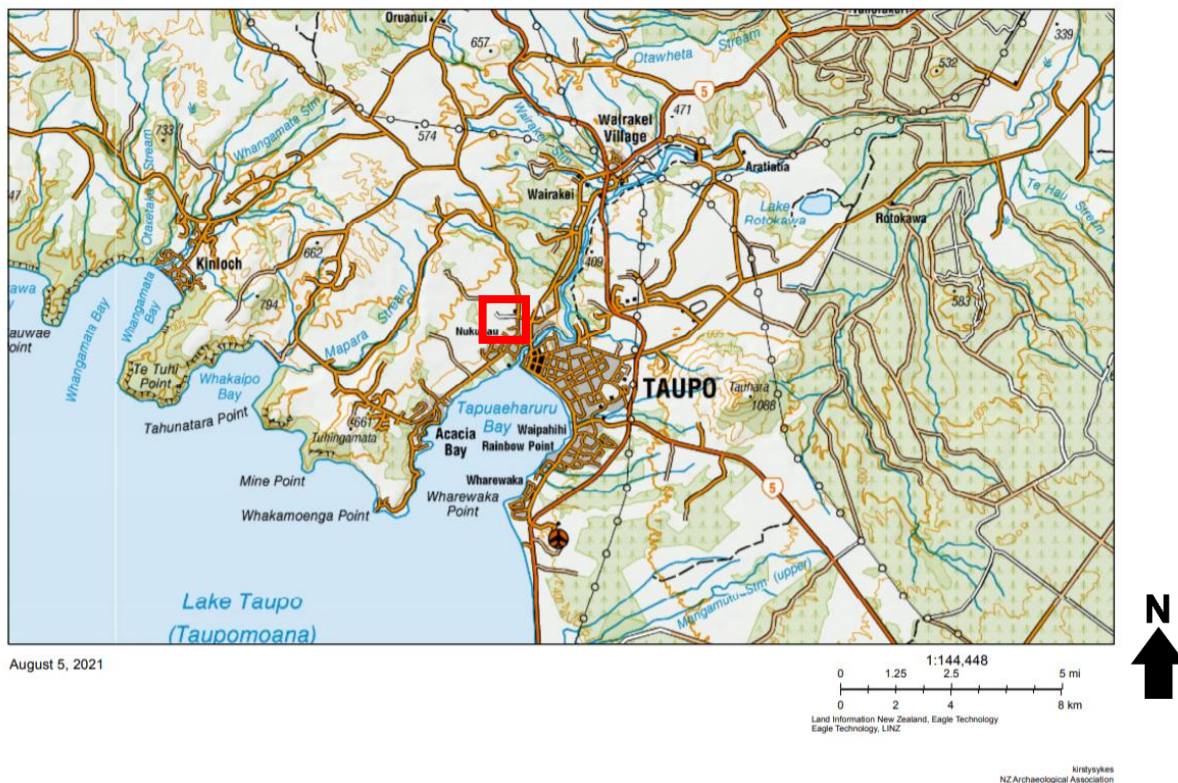 Oruanui
657
Otawheta Stream
339
532
5
733
Whangamata Stm
574
Wairakei Stm
Wairakei
Village
471
Otaketake Stream
47
Wairakei
Aratiatia
Lake
Rotokawa
Rotokawa
Te Hau Stream
Kinloch
662
409
583
794
Mapara Stream
Whangamata Bay
Whangamata
Bay
Point
Te Tuhi
Point
Whakaipo
Bay
TAUPO
Tauhara
1088
Tahunatara Point
Tapuaeharuru
Bay
661
Tuhingamata
Acacia
Bay
Waipahihi
Rainbow Point
Mine Point
Wharewaka
Wharewaka
Point
5
Whakamoenga Point
Mangamutu Stm (upper)
Lake Taupo
(Taupomoana)
N
August 5, 2021
1:144,448
0 1.25 2.5 5 mi
0 2 4 8 km
Land Information New Zealand, Eagle Technology
Eagle Technology, LINZ
kirstysykes
NZ Archaeological Association